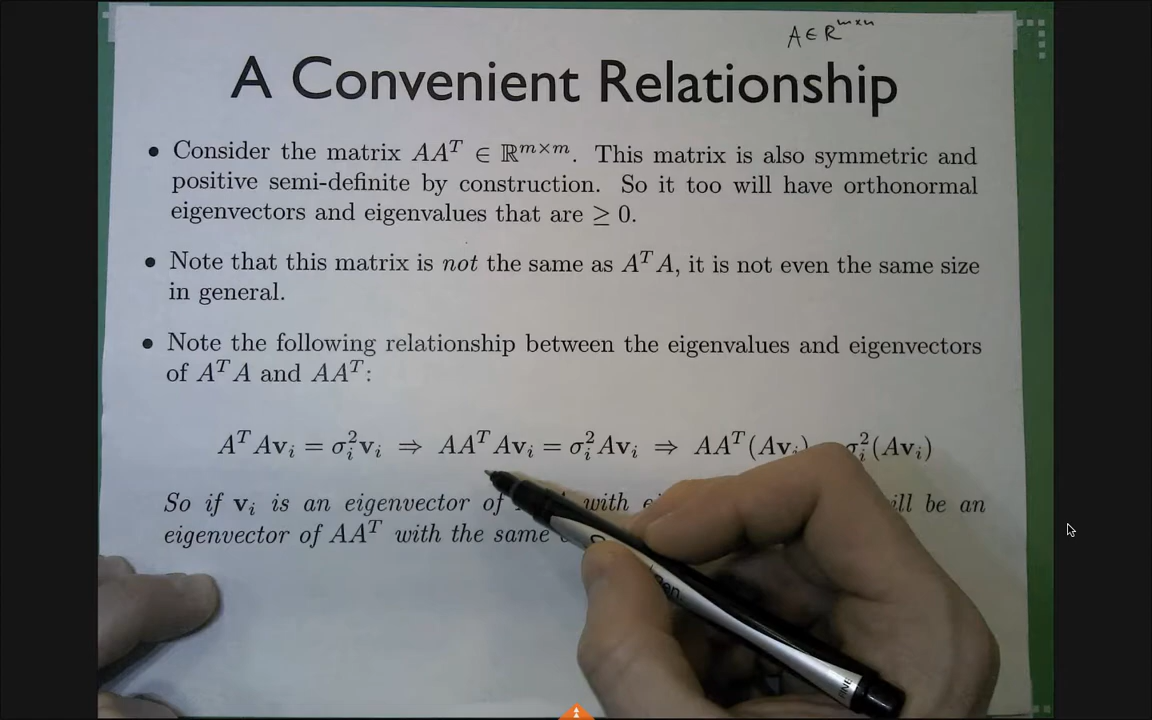 A ∈ R^{m×n}
A Convenient Relationship
• Consider the matrix AA^T ∈ ℝ^{m×m}. This matrix is also symmetric and
positive semi-definite by construction. So it too will have orthonormal
eigenvectors and eigenvalues that are ≥ 0.
• Note that this matrix is not the same as A^T A, it is not even the same size
in general.
• Note the following relationship between the eigenvalues and eigenvectors
of A^T A and AA^T:
A^T Av_i = σ_i^2 v_i ⇒ AA^T Av_i = σ_i^2 Av_i ⇒ AA^T(Av_i) σ_i^2(Av_i)
So if v_i is an eigenvector of with be an
eigenvector of AA^T with the same